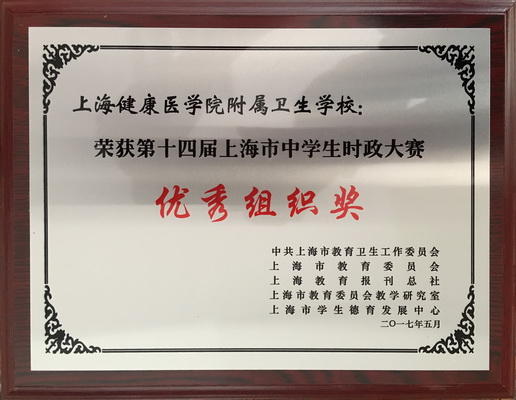 上海健康医学院附属卫生学校：
荣获第十四届上海市中学生时政大赛
优秀组织奖
中共上海市教育卫生工作委员会
上海市教育委员会
上海教育报刊总社
上海市教育委员会教学研究室
上海市学生德育发展中心
二〇一七年五月